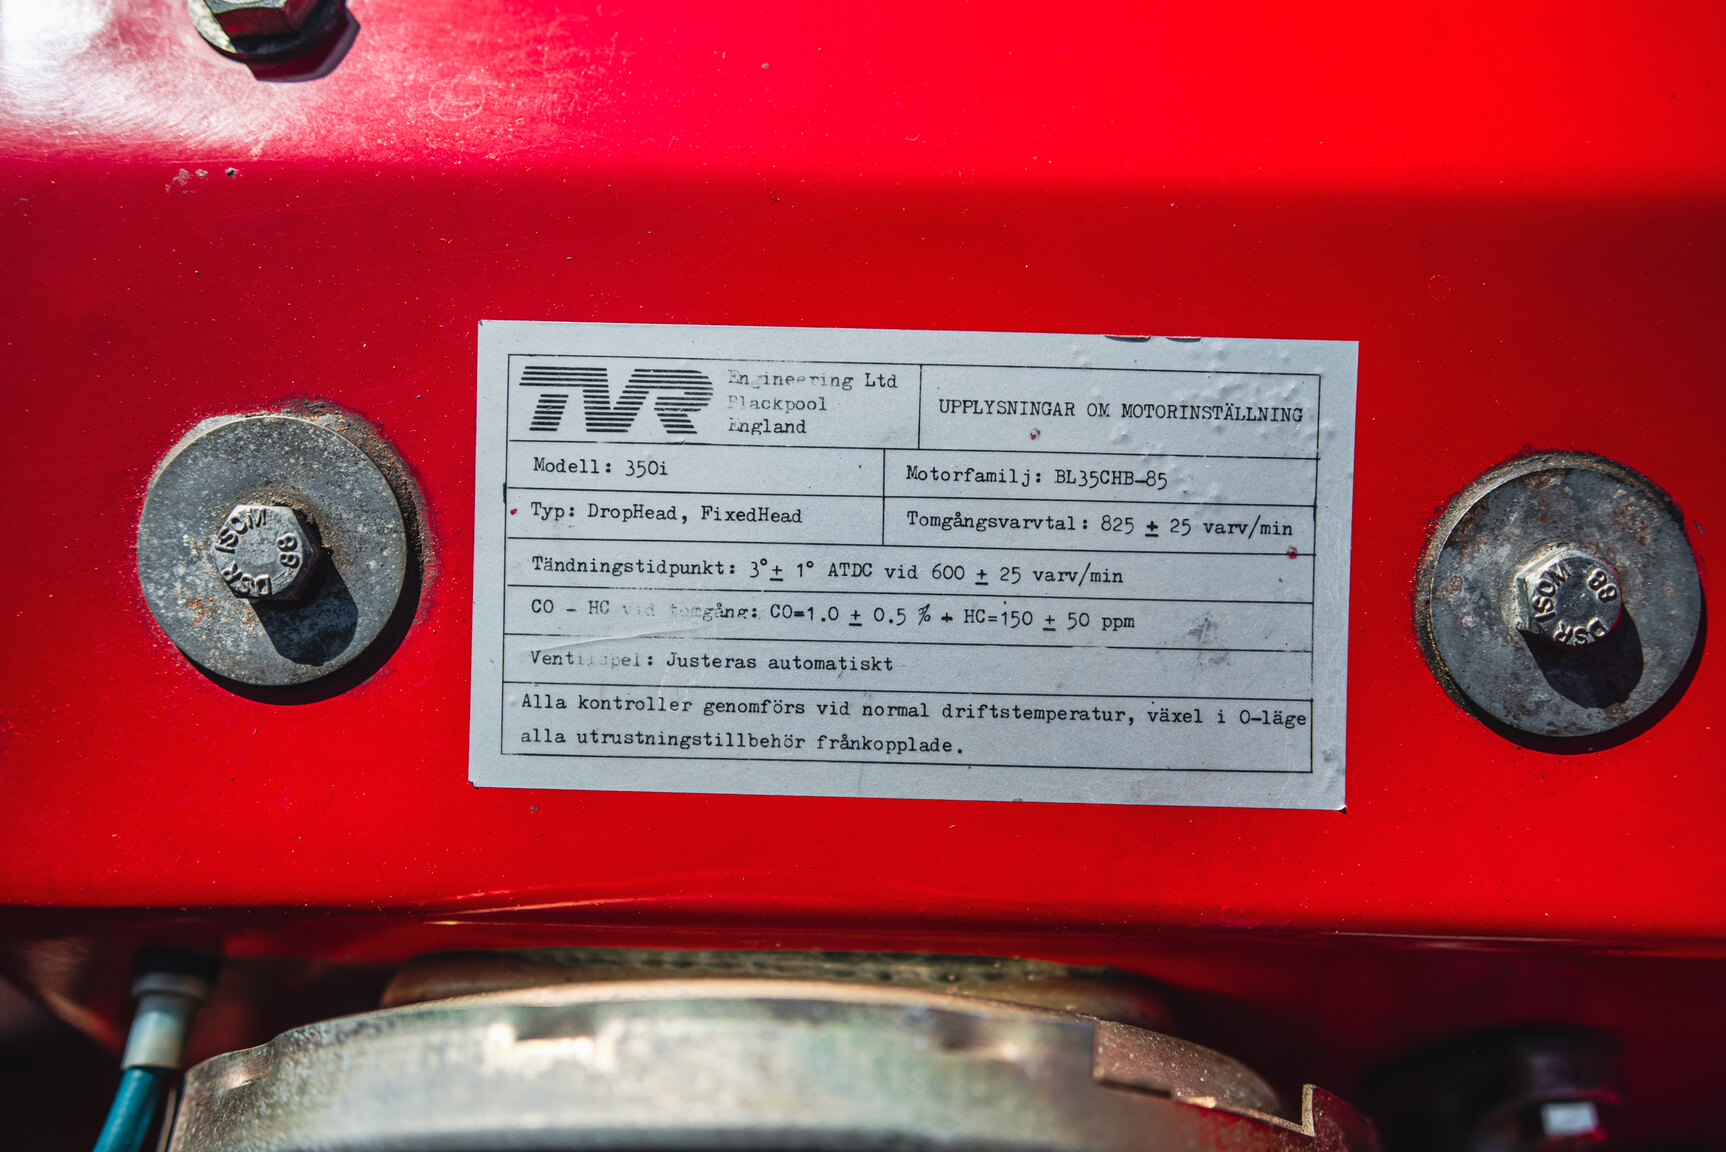 TVR
Engineering Ltd
Blackpool
England
UPPLYSNINGAR OM MOTORINSTÄLLNING
Modell: 350i
Motorfamilj: BL35CHB-85
Typ: DropHead, FixedHead
Tomgångsvarvtal: 825 ± 25 varv/min
Tändningstidpunkt: 3°± 1° ATDC vid 600 ± 25 varv/min
CO - HC vid tomgång: CO=1.0 ± 0.5 % + HC=150 ± 50 ppm
Ventilspel: Justeras automatiskt
Alla kontroller genomförs vid normal driftstemperatur, växel i O-läge
alla utrustningstillbehör frånkopplade.
ISOM
88
DSR
ISOM
88
DSR